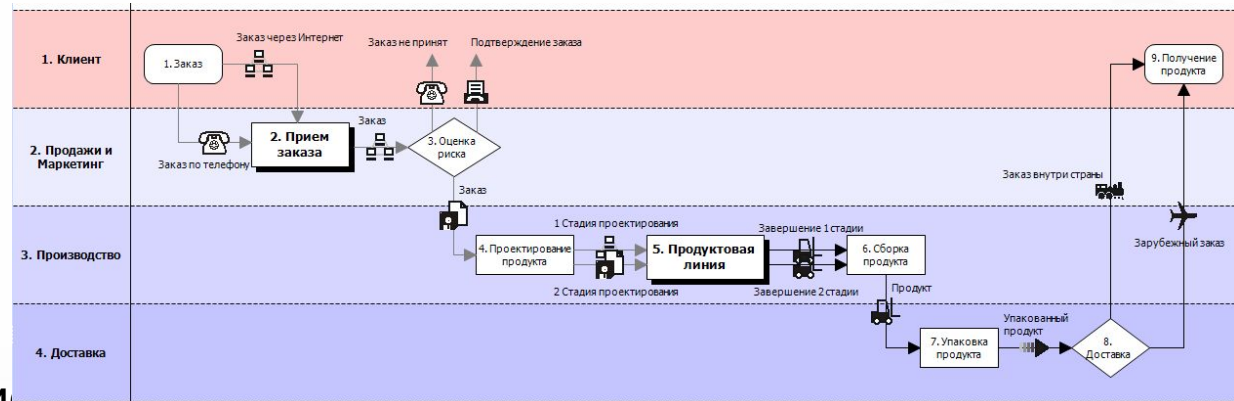 1. Клиент
1. Заказ
Заказ через Интернет
Заказ не принят
Подтверждение заказа
9. Получение
продукта
2. Продажи и
Маркетинг
Заказ по телефону
2. Прием
заказа
Заказ
3. Оценка
риска
Заказ
Заказ внутри страны
3. Производство
4. Проектирование
продукта
1 Стадия проектирования
2 Стадия проектирования
5. Продуктовая
линия
Завершение 1 стадии
Завершение 2 стадии
6. Сборка
продукта
Продукт
Зарубежный заказ
4. Доставка
7. Упаковка
продукта
Упакованный
продукт
8.
Доставка